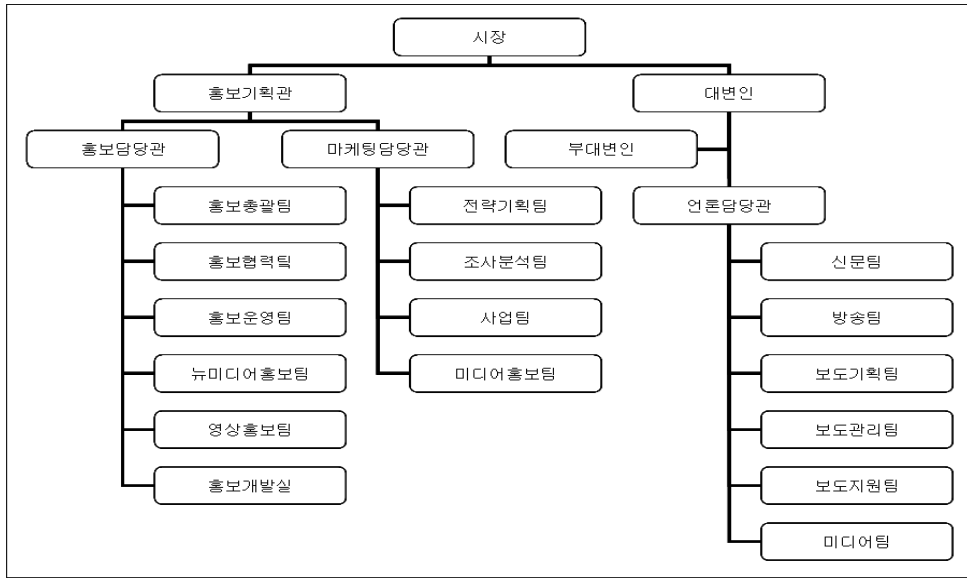 시장
홍보기획관
대변인
홍보담당관
마케팅담당관
부대변인
홍보총괄팀
전략기획팀
언론담당관
홍보협력팈
조사분석팀
신문팀
홍보운영팀
사업팀
방송팀
뉴미디어홍보팀
미디어홍보팀
보도기획팀
영상홍보팀
보도관리팀
홍보개발실
보도지원팀
미디어팀